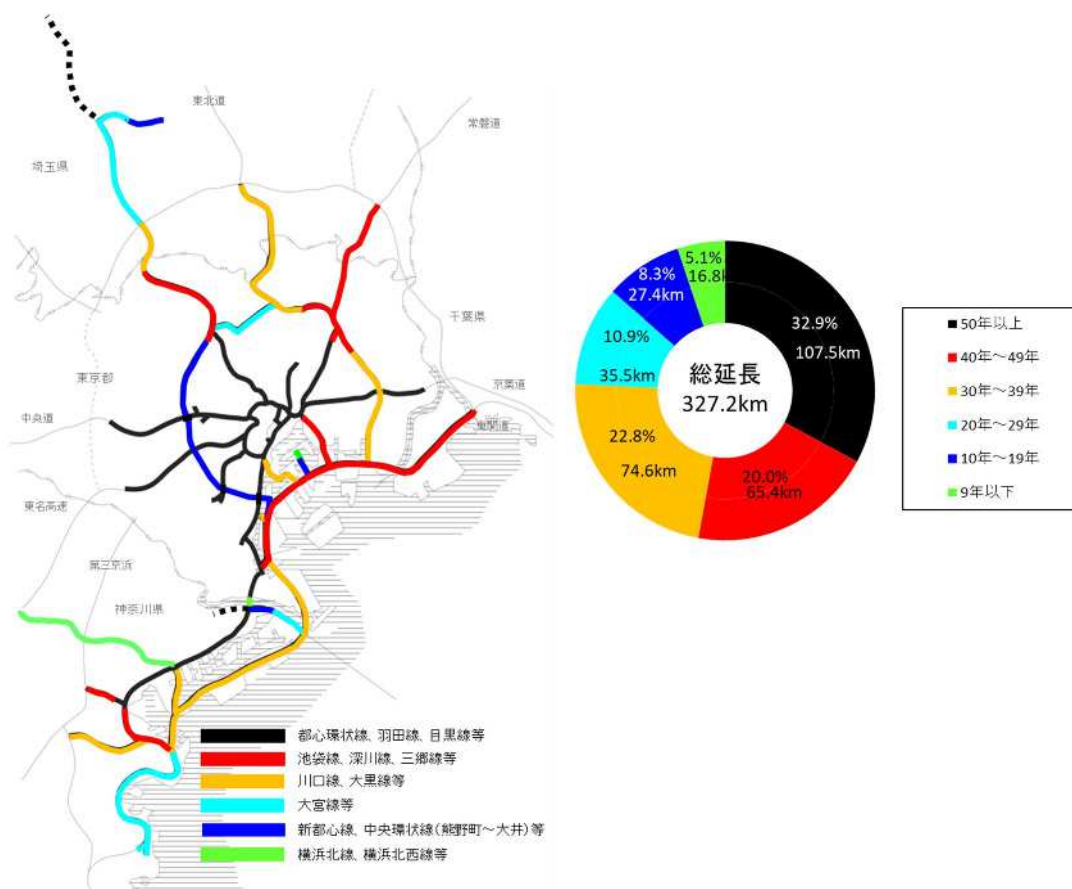 東北道
常磐道
埼玉県
千葉県
東京都
京葉道
中央道
東関道
東名高速
第三京浜
神奈川県
都心環状線、羽田線、目黒線等
池袋線、深川線、三郷線等
川口線、大黒線等
大宮線等
新都心線、中央環状線(熊野町～大井)等
横浜北線、横浜北西線等
5.1%
16.8k
8.3%
27.4km
10.9%
35.5km
32.9%
107.5km
総延長
327.2km
22.8%
74.6km
20.0%
65.4km
50年以上
40年～49年
30年～39年
20年～29年
10年～19年
9年以下